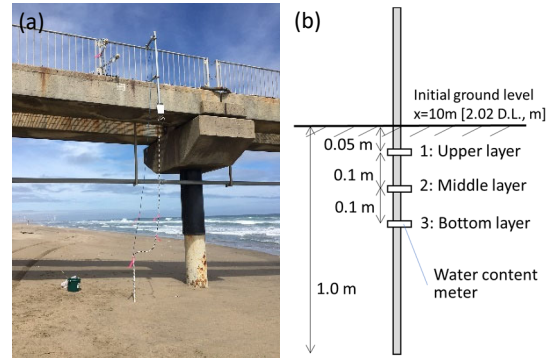 (a)
(b)
Initial ground level
x=10m [2.02 D.L., m]
0.05 m
1: Upper layer
0.1 m
2: Middle layer
0.1 m
3: Bottom layer
Water content
meter
1.0 m